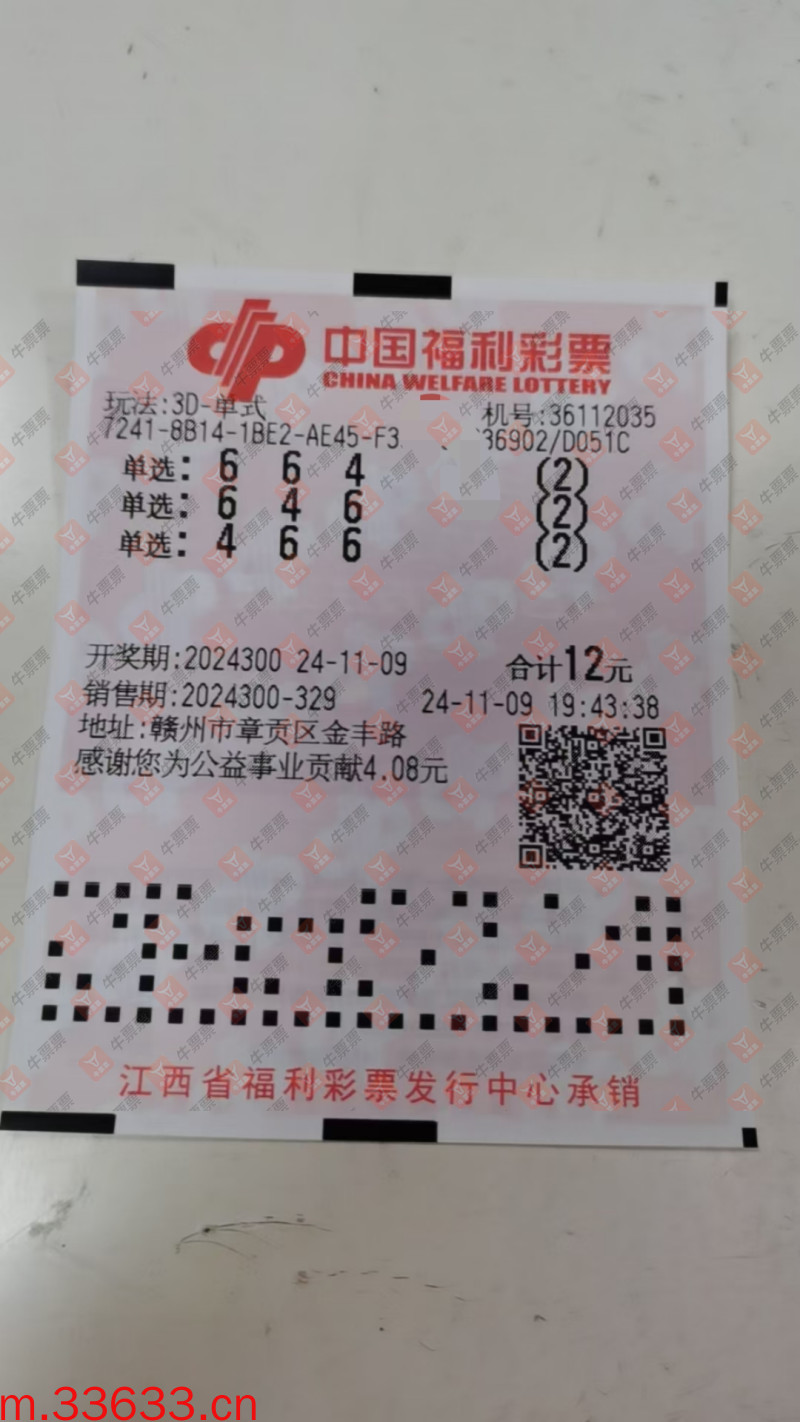 中国福利彩票
CHINA WELFARE LOTTERY
玩法:3D-单式 机号:36112035
7241-8B14-1BE2-AE45-F3 36902/D051C
单选: 6 6 4 (2)
单选: 6 4 6 (2)
单选: 4 6 6 (2)
开奖期:2024300 24-11-09 合计12元
销售期:2024300-329 24-11-09 19:43:38
地址:赣州市章贡区金丰路
感谢您为公益事业贡献4.08元
江西省福利彩票发行中心承销
牛票票
m.33633.cn